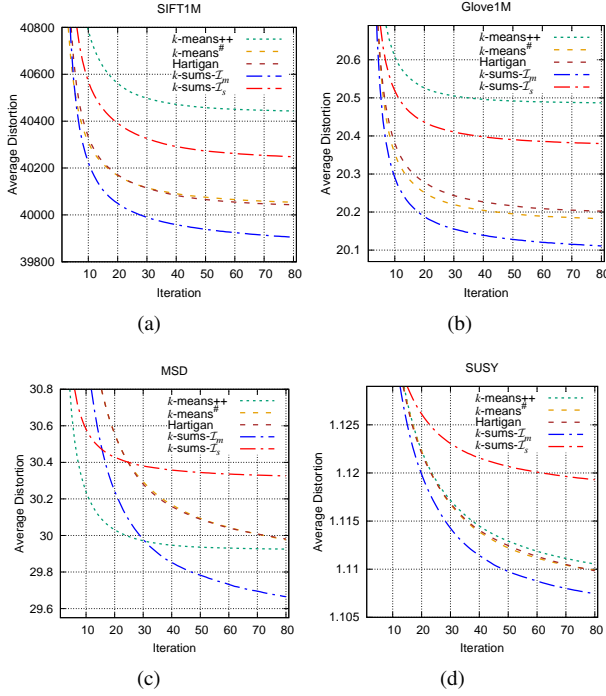 SIFT1M
40800
40600
40400
40200
40000
39800
10 20 30 40 50 60 70 80
Average Distortion
Iteration
k-means++
k-means#
Hartigan
k-sums-ℐm
k-sums-ℐs
(a)
Glove1M
20.6
20.5
20.4
20.3
20.2
20.1
10 20 30 40 50 60 70 80
Average Distortion
Iteration
k-means++
k-means#
Hartigan
k-sums-ℐm
k-sums-ℐs
(b)
MSD
30.8
30.6
30.4
30.2
30
29.8
29.6
10 20 30 40 50 60 70 80
Average Distortion
Iteration
k-means++
k-means#
Hartigan
k-sums-ℐm
k-sums-ℐs
(c)
SUSY
1.125
1.120
1.115
1.110
1.105
10 20 30 40 50 60 70 80
Average Distortion
Iteration
k-means++
k-means#
Hartigan
k-sums-ℐm
k-sums-ℐs
(d)